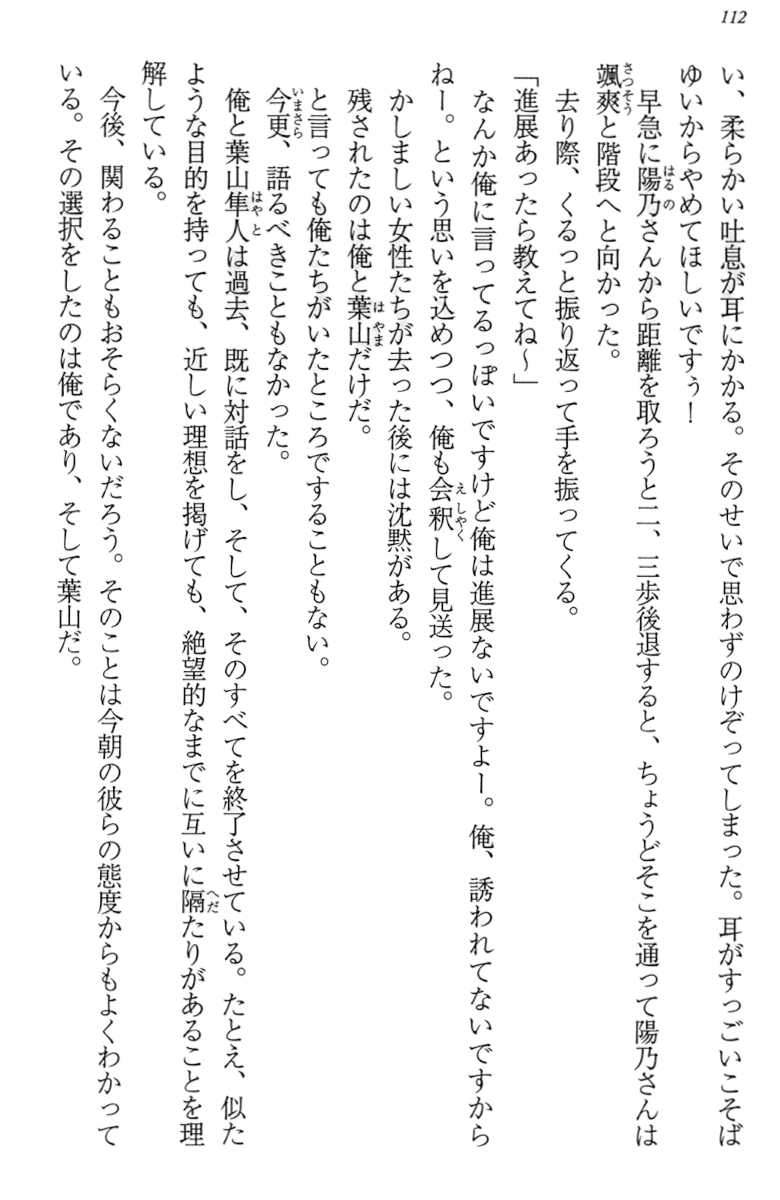 112
い、柔らかい吐息が耳にかかる。そのせいで思わずのけぞってしまった。耳がすっごいこそば
ゆいからやめてほしいですぅ!
早急に陽乃さんから距離を取ろうと二、三歩後退すると、ちょうどそこを通って陽乃さんは
颯爽と階段へと向かった。
去り際、くるっと振り返って手を振ってくる。
「進展あったら教えてね～」
なんか俺に言ってるっぽいですけど俺は進展ないですよー。俺、誘われてないですから
ねー。という思いを込めつつ、俺も会釈して見送った。
かしましい女性たちが去った後には沈黙がある。
残されたのは俺と葉山だけだ。
と言っても俺たちがいたところですることもない。
今更、語るべきこともなかった。
俺と葉山隼人は過去、既に対話をし、そして、そのすべてを終了させている。たとえ、似た
ような目的を持っても、近しい理想を掲げても、絶望的なまでに互いに隔たりがあることを理
解している。
今後、関わることもおそらくないだろう。そのことは今朝の彼らの態度からもよくわかって
いる。その選択をしたのは俺であり、そして葉山だ。